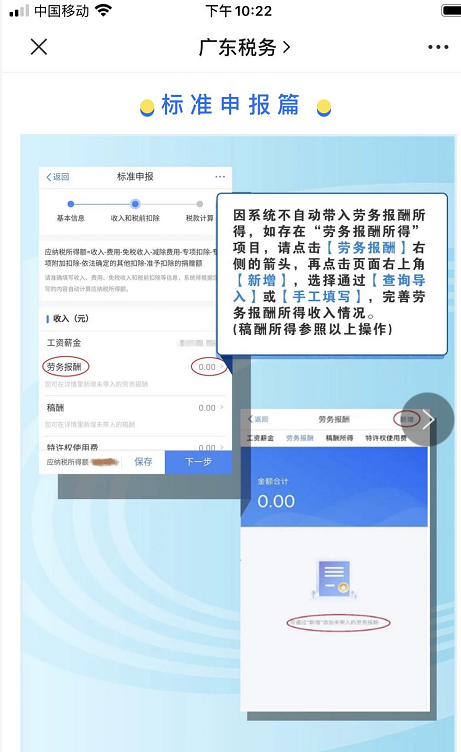 中国移动
下午10:22
广东税务
标准申报篇
返回
标准申报
基本信息
收入和税前扣除
税款计算
应纳税所得额=收入-费用-免税收入-减除费用-专项扣除-专
项附加扣除-依法确定的其他扣除-准予扣除的捐赠额
请准确填写收入、费用、免税收入和税前扣除等信息，系统将根据您
写的内容自动计算应纳税所得额。
收入（元）
工资薪金
劳务报酬
0.00
您可在详情里新增未带入的劳务报酬
稿酬
0.00
您可在详情里新增未带入的稿酬
特许权使用费
0.00
应纳税所得额
保存
下一步
因系统不自动带入劳务报酬所
得，如存在“劳务报酬所得”
项目，请点击【劳务报酬】右
侧的箭头，再点击页面右上角
【新增】，选择通过【查询导
入】或【手工填写】，完善劳
务报酬所得收入情况。
(稿酬所得参照以上操作)
返回
劳务报酬
新增
工资薪金
劳务报酬
稿酬所得
特许权使用费
金额合计
0.00
可通过“新增”添加未带入的劳务报酬